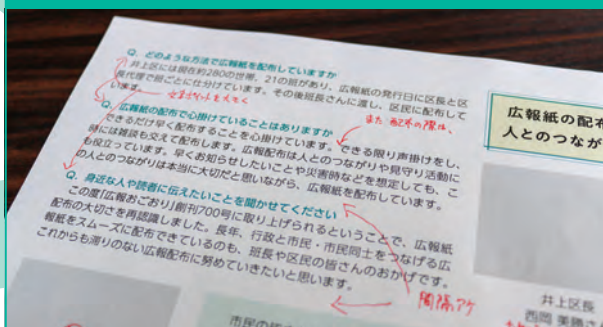 Q. どのような方法で広報紙を配布していますか
井上区には現在約280の世帯、21の班があり、広報紙の発行日に区長と区
長代理で班ごとに仕分けています。その後班長さんに渡し、区民に配布して
います。
Q. 広報紙の配布で心掛けていることはありますか
また 配布の際は、
できるだけ早く配布することを心掛けています。できる限り声掛けをし、
時には雑談も交えて配布します。広報配布は人とのつながりや見守り活動に
も役立っています。早くお知らせしたいことや災害時などを想定しても、こ
の人とのつながりは本当に大切だと思いながら、広報紙を配布しています。
Q. 身近な人や読者に伝えたいことを聞かせてください
この度「広報おごおり」創刊700号に取り上げられるということで、広報紙
配布の大切さを再認識しました。長年、行政と市民・市民同士をつなげる広
報紙をスムーズに配布できているのも、班長や区民の皆さんのおかげです。
これからも滞りのない広報配布に努めていきたいと思います。
間隔アケ
広報紙の配布
人とのつなが
井上区長
西岡 美勝さ
市民の